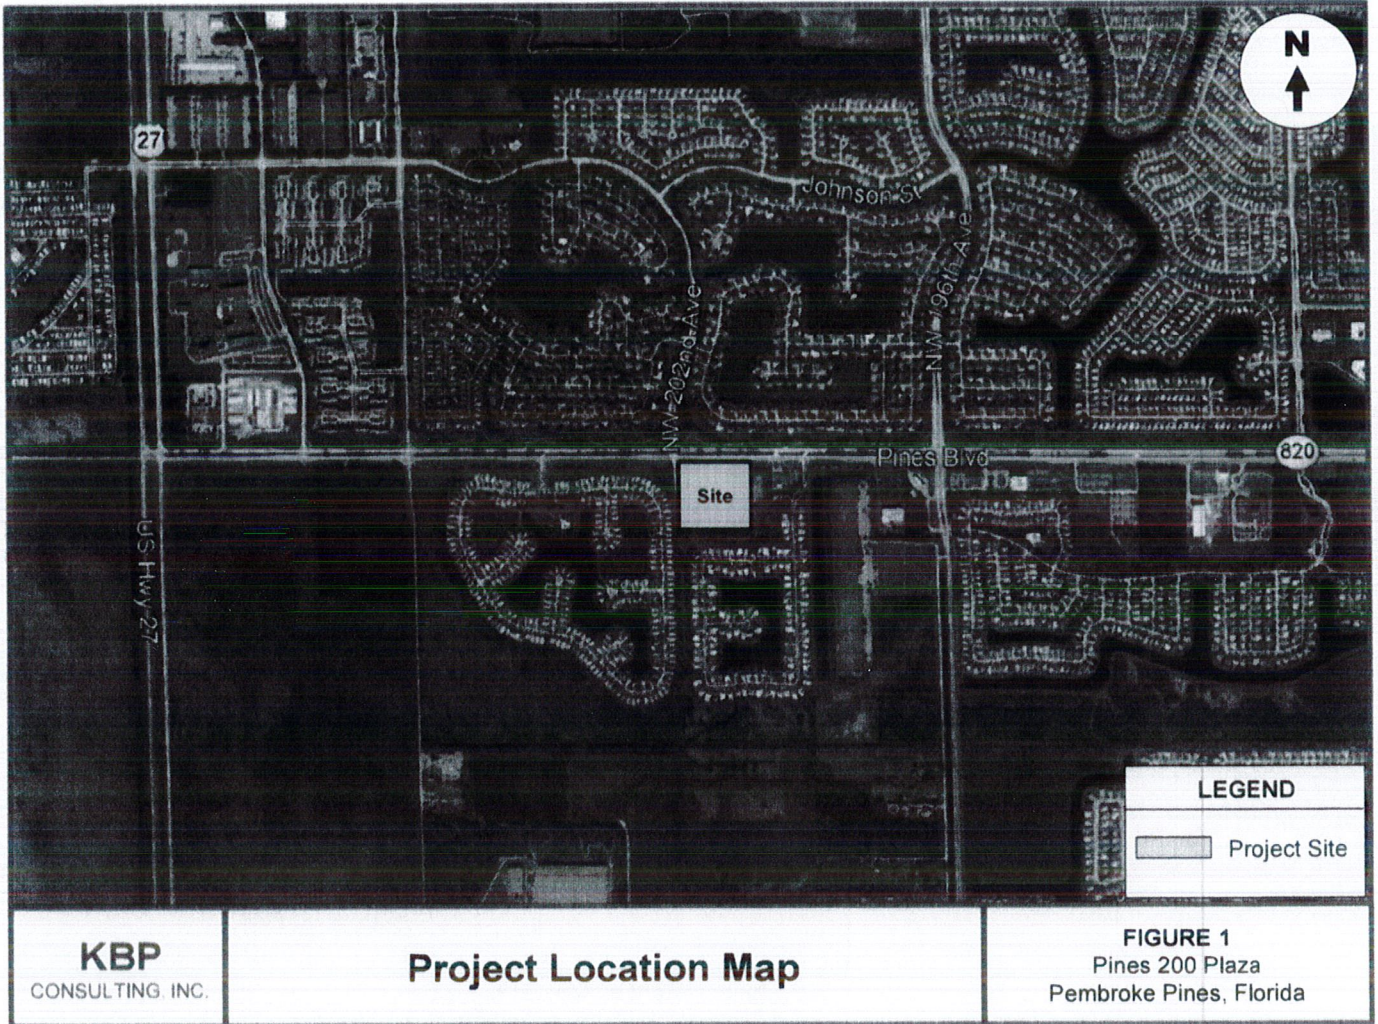 N
27
Johnson St
NW 196th Ave
NW 202nd Ave
Pines Blvd
820
Site
US Hwy 27
LEGEND
Project Site
KBP
CONSULTING, INC.
Project Location Map
FIGURE 1
Pines 200 Plaza
Pembroke Pines, Florida